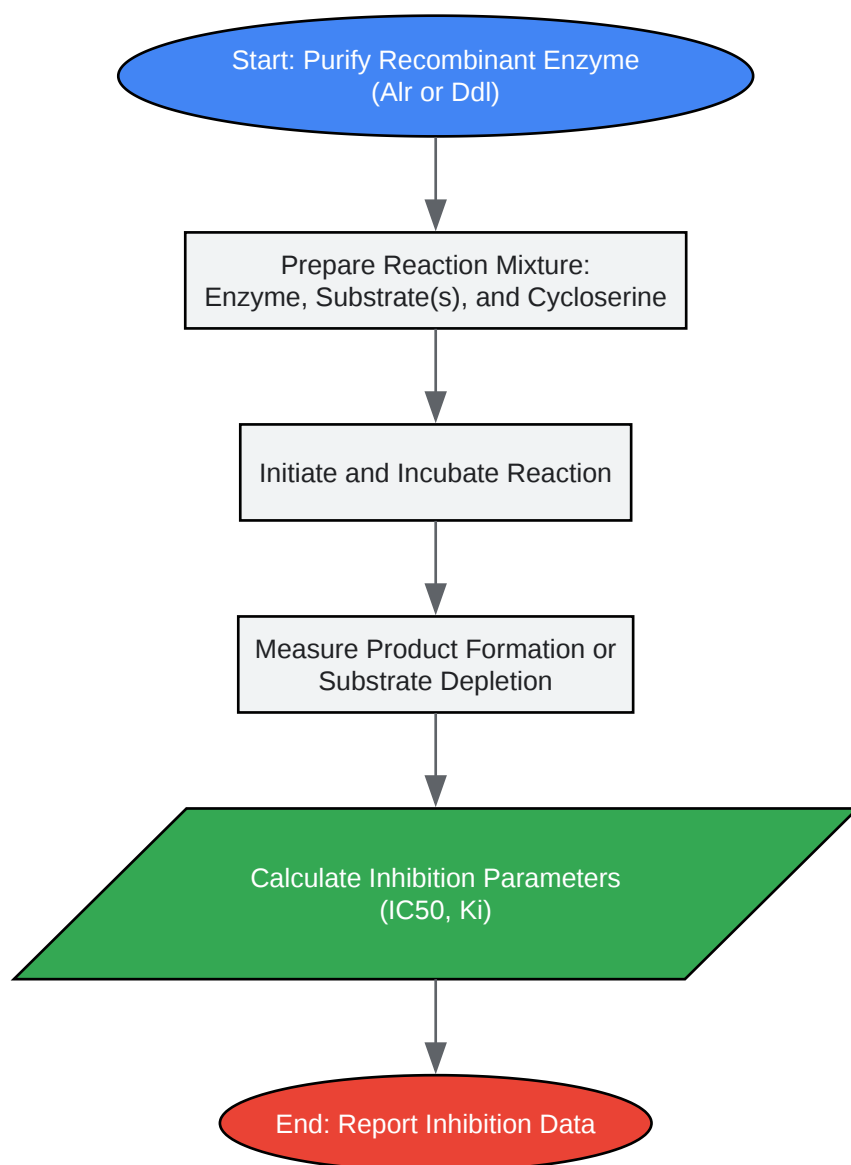 Start: Purify Recombinant Enzyme
(Alr or Ddl)
Prepare Reaction Mixture:
Enzyme, Substrate(s), and Cycloserine
Initiate and Incubate Reaction
Measure Product Formation or
Substrate Depletion
Calculate Inhibition Parameters
(IC50, Ki)
End: Report Inhibition Data